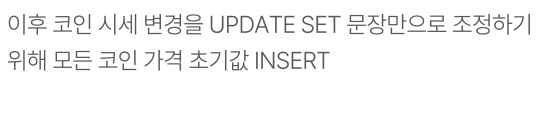 이후 코인 시세 변경을 UPDATE SET 문장만으로 조정하기
위해 모든 코인 가격 초기값 INSERT